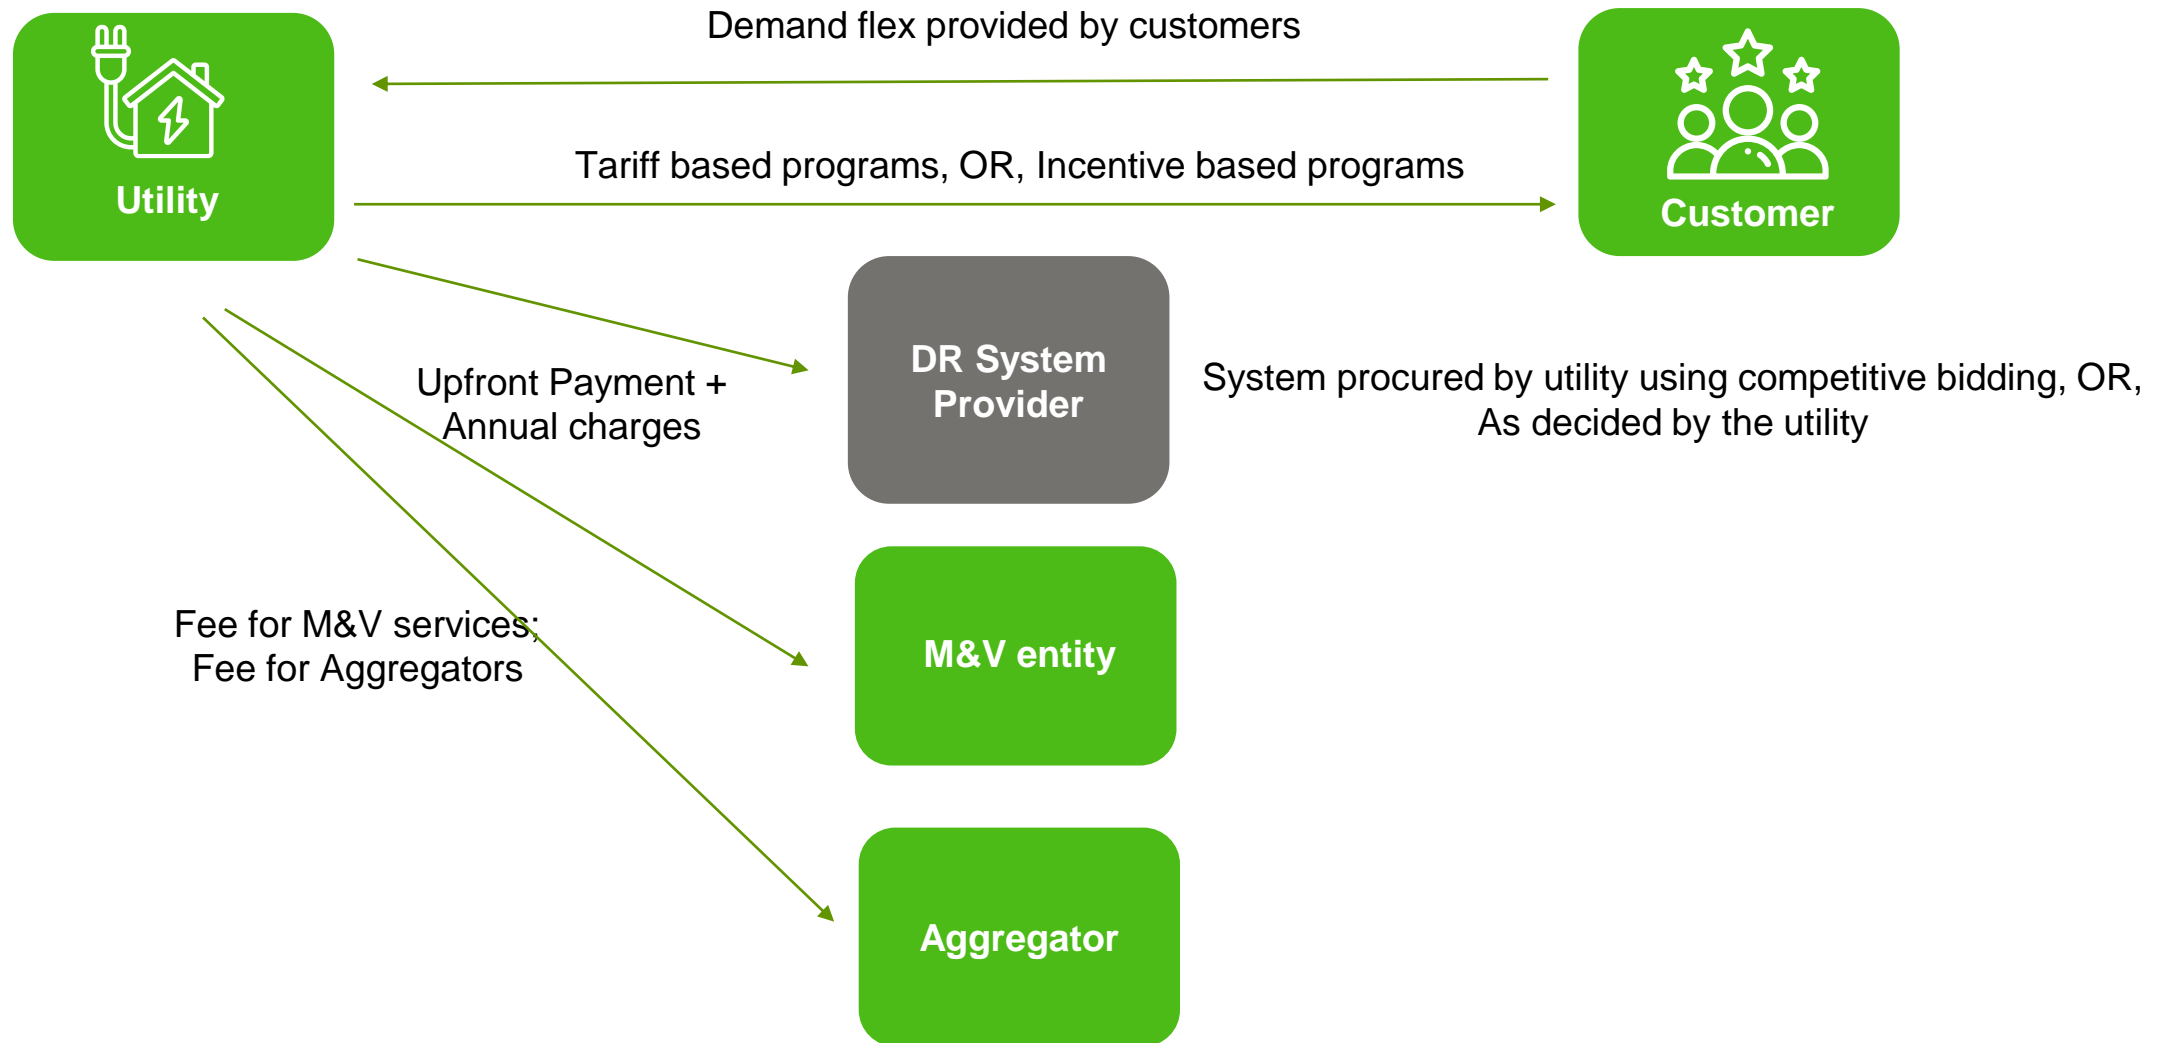 Demand flex provided by customers
Tariff based programs, OR, Incentive based programs
Utility
Customer
DR System
Provider
Upfront Payment +
Annual charges
System procured by utility using competitive bidding, OR,
As decided by the utility
Fee for M&V services;
Fee for Aggregators
M&V entity
Aggregator